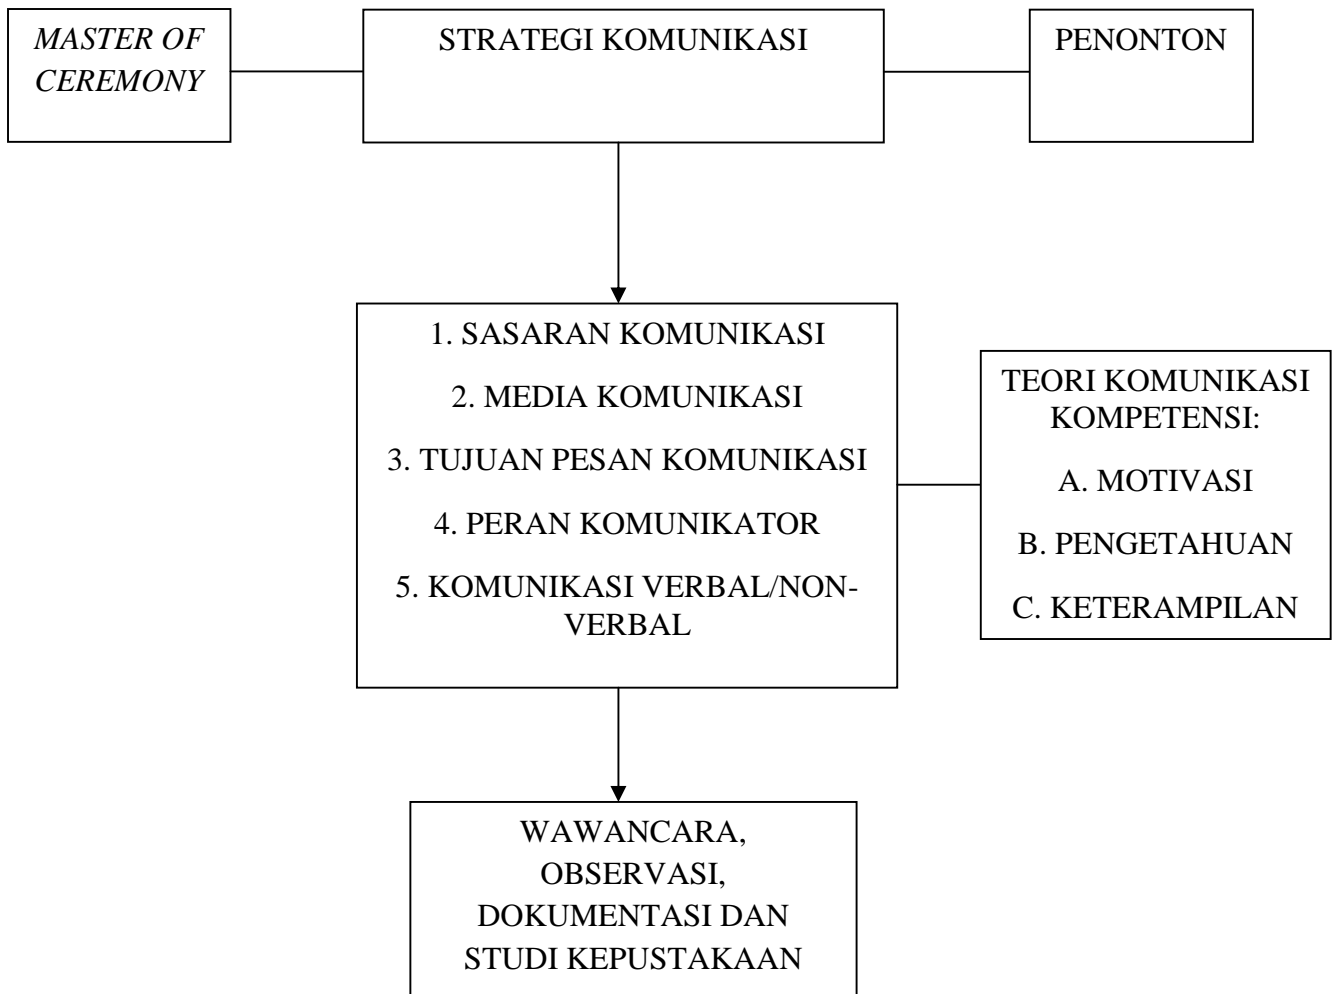 MASTER OF
CEREMONY
STRATEGI KOMUNIKASI
PENONTON
1. SASARAN KOMUNIKASI
2. MEDIA KOMUNIKASI
3. TUJUAN PESAN KOMUNIKASI
4. PERAN KOMUNIKATOR
5. KOMUNIKASI VERBAL/NON-
VERBAL
TEORI KOMUNIKASI
KOMPETENSI:
A. MOTIVASI
B. PENGETAHUAN
C. KETERAMPILAN
WAWANCARA,
OBSERVASI,
DOKUMENTASI DAN
STUDI KEPUSTAKAAN